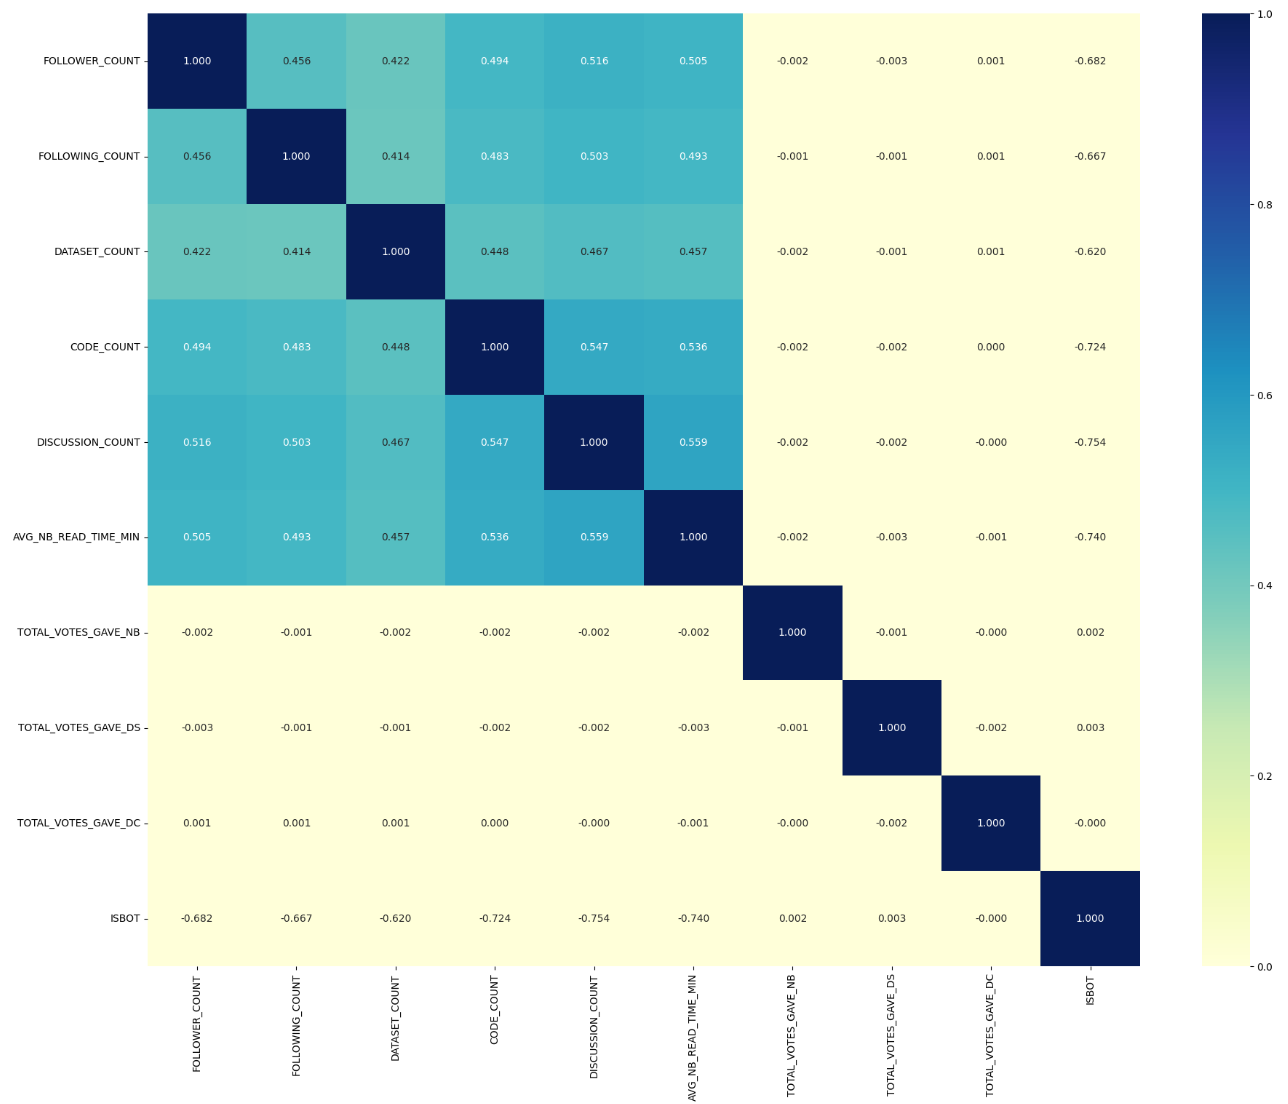 FOLLOWER_COUNT 1.000 0.456 0.422 0.494 0.516 0.505 -0.002 -0.003 0.001 -0.682
FOLLOWING_COUNT 0.456 1.000 0.414 0.483 0.503 0.493 -0.001 -0.001 0.001 -0.667
DATASET_COUNT 0.422 0.414 1.000 0.448 0.467 0.457 -0.002 -0.001 0.001 -0.620
CODE_COUNT 0.494 0.483 0.448 1.000 0.547 0.536 -0.002 -0.002 0.000 -0.724
DISCUSSION_COUNT 0.516 0.503 0.467 0.547 1.000 0.559 -0.002 -0.002 -0.000 -0.754
AVG_NB_READ_TIME_MIN 0.505 0.493 0.457 0.536 0.559 1.000 -0.002 -0.003 -0.001 -0.740
TOTAL_VOTES_GAVE_NB -0.002 -0.001 -0.002 -0.002 -0.002 -0.002 1.000 -0.001 -0.000 0.002
TOTAL_VOTES_GAVE_DS -0.003 -0.001 -0.001 -0.002 -0.002 -0.003 -0.001 1.000 -0.002 0.003
TOTAL_VOTES_GAVE_DC 0.001 0.001 0.001 0.000 -0.000 -0.001 -0.000 -0.002 1.000 -0.000
ISBOT -0.682 -0.667 -0.620 -0.724 -0.754 -0.740 0.002 0.003 -0.000 1.000
FOLLOWER_COUNT
FOLLOWING_COUNT
DATASET_COUNT
CODE_COUNT
DISCUSSION_COUNT
AVG_NB_READ_TIME_MIN
TOTAL_VOTES_GAVE_NB
TOTAL_VOTES_GAVE_DS
TOTAL_VOTES_GAVE_DC
ISBOT
1.0
0.8
0.6
0.4
0.2
0.0